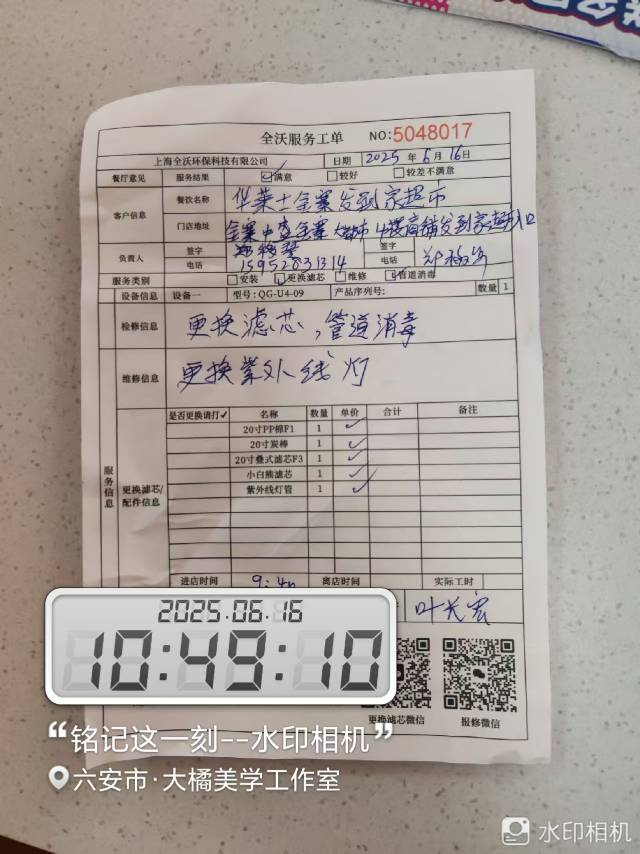 全沃服务工单 NO:5048017
上海全沃环保科技有限公司 日期 2025年6月16日
餐厅意见 服务结果 ☑满意 □较好 □较差不满意
客户信息 餐饮名称 华莱士金寨发到家超市
门店地址 金寨中
负责人 签字 签字
电话 15952831314 电话
服务类别 □安装 ☑更换滤芯 ☑维修 ☑管道消毒
设备信息 设备一 型号:QG-U4-09 产品序列号: 数量 1
检修信息 更换滤芯,管道消毒
维修信息 更换紫外线灯
服务信息
更换滤芯/配件信息
是否更换请打✓ 名称 数量 单价 合计 备注
20寸PP棉F1 1 ✓
20寸炭棒 1 ✓
20寸叠式滤芯F3 1 ✓
小白熊滤芯 1 ✓
紫外线灯管 1 ✓
进店时间 9:40 离店时间 实际工时
叶长宏
更换滤芯微信 报修微信
2025.06.16
10:49:10
“铭记这一刻--水印相机”
六安市·大橘美学工作室
水印相机